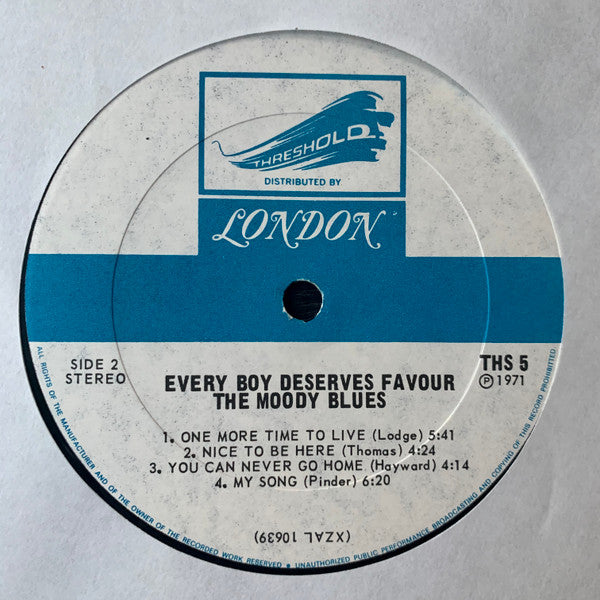 THRESHOLD
DISTRIBUTED BY
LONDON
SIDE 2
STEREO
THS 5
℗1971
EVERY BOY DESERVES FAVOUR
THE MOODY BLUES
1. ONE MORE TIME TO LIVE (Lodge) 5:41
2. NICE TO BE HERE (Thomas) 4:24
3. YOU CAN NEVER GO HOME (Hayward) 4:14
4. MY SONG (Pinder) 6:20
(XZAL 10639)
ALL RIGHTS OF THE MANUFACTURER AND OF THE OWNER OF THE RECORDED WORK RESERVED • UNAUTHORIZED PUBLIC PERFORMANCE BROADCASTING AND COPYING OF THIS RECORD PROHIBITED